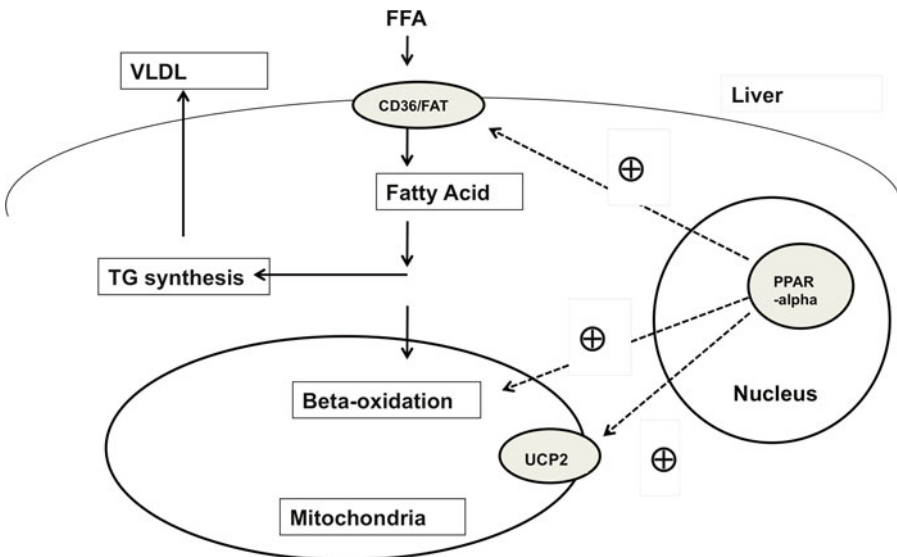 FFA
VLDL
CD36/FAT
Liver
Fatty Acid
TG synthesis
PPAR
-alpha
Beta-oxidation
Nucleus
UCP2
Mitochondria